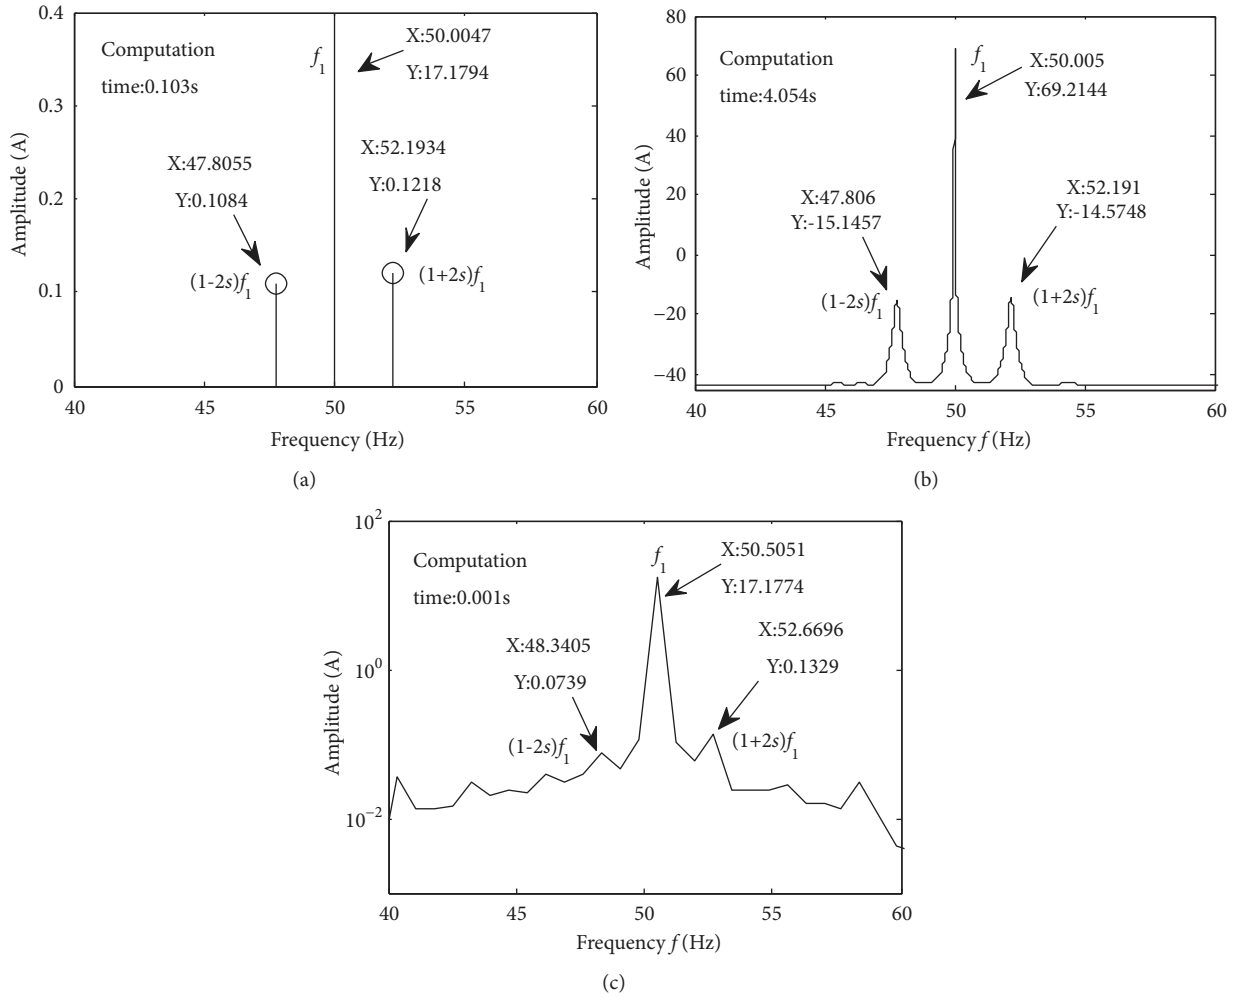 0.4
0.3
0.2
0.1
0
Amplitude (A)
Computation
time:0.103s
f1
X:50.0047
Y:17.1794
X:47.8055
Y:0.1084
X:52.1934
Y:0.1218
(1-2s)f1
(1+2s)f1
40 45 50 55 60
Frequency (Hz)
(a)
80
60
40
20
0
−20
−40
Amplitude (A)
Computation
time:4.054s
f1
X:50.005
Y:69.2144
X:47.806
Y:-15.1457
X:52.191
Y:-14.5748
(1-2s)f1
(1+2s)f1
40 45 50 55 60
Frequency f (Hz)
(b)
10^2
10^0
10^−2
Amplitude (A)
Computation
time:0.001s
f1
X:50.5051
Y:17.1774
X:48.3405
Y:0.0739
X:52.6696
Y:0.1329
(1-2s)f1
(1+2s)f1
40 45 50 55 60
Frequency f (Hz)
(c)